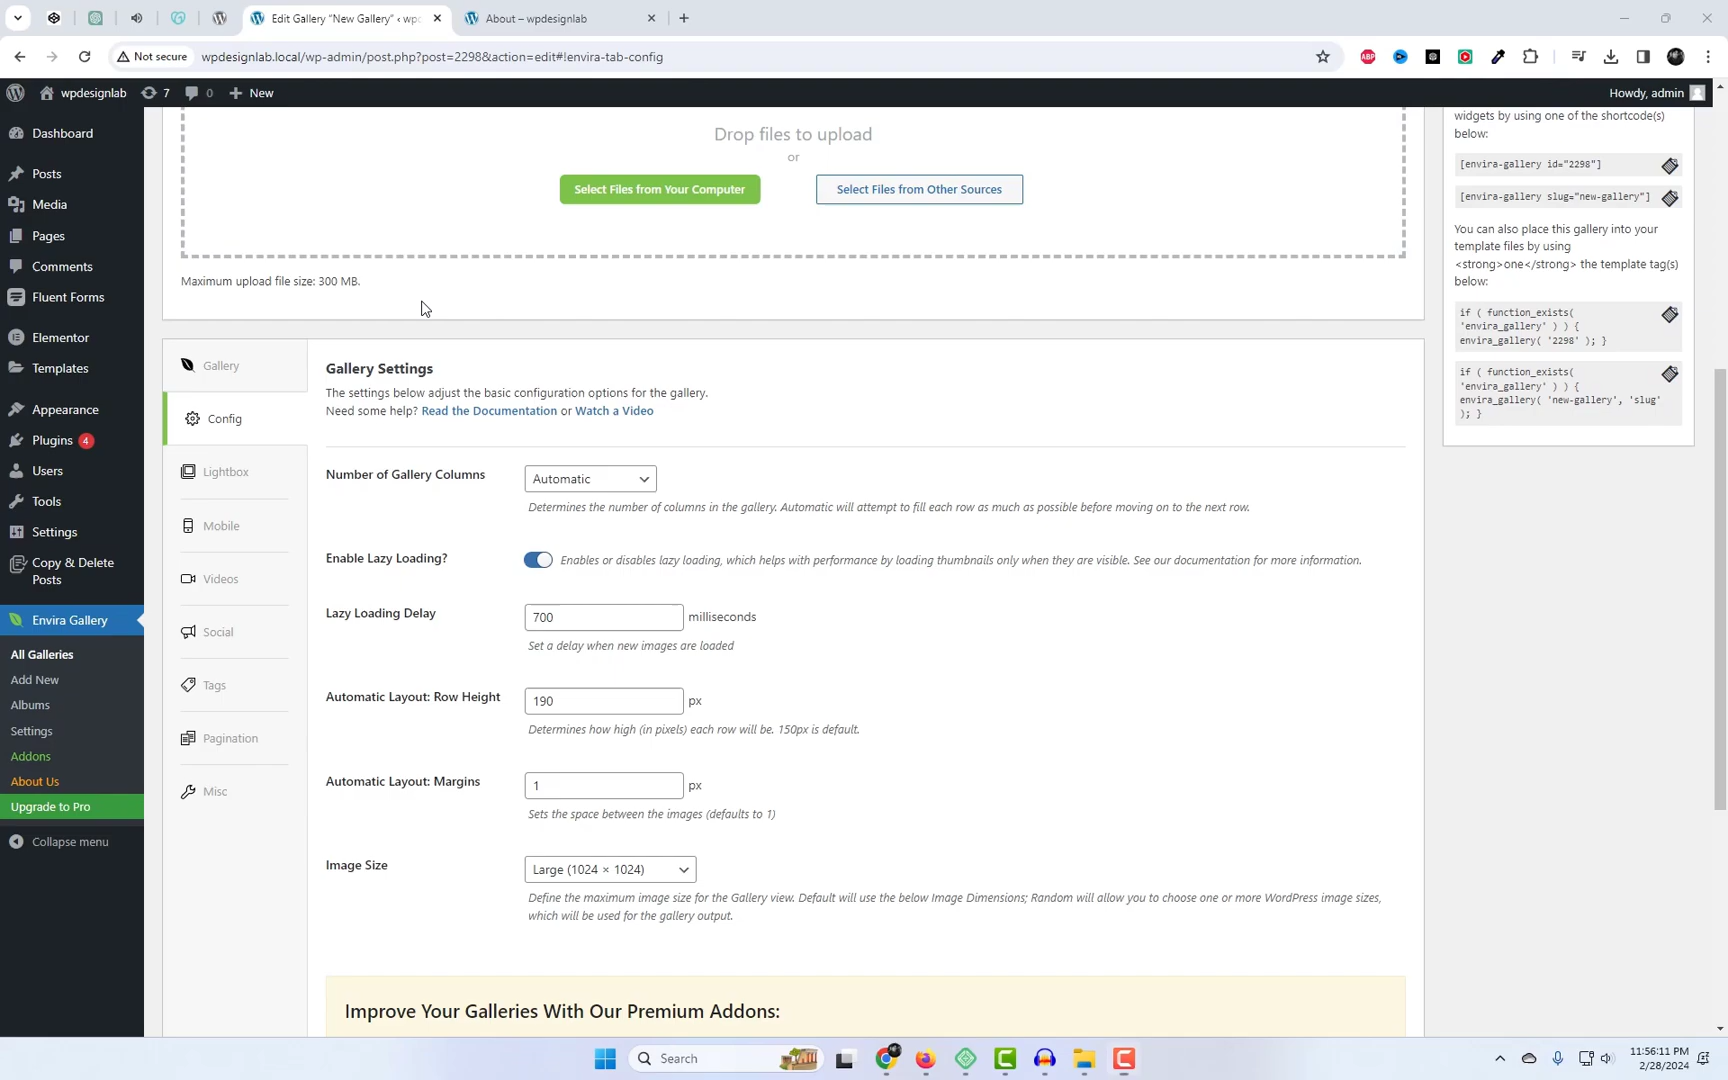 Edit Gallery "New Gallery" ‹ wpc
About – wpdesignlab
Not secure
wpdesignlab.local/wp-admin/post.php?post=2298&action=edit#!envira-tab-config
ABP
wpdesignlab
7
0
New
Howdy, admin
Dashboard
Posts
Media
Pages
Comments
Fluent Forms
Elementor
Templates
Appearance
Plugins 4
Users
Tools
Settings
Copy & Delete
Posts
Envira Gallery
All Galleries
Add New
Albums
Settings
Addons
About Us
Upgrade to Pro
Collapse menu
Drop files to upload
or
Select Files from Your Computer
Select Files from Other Sources
Maximum upload file size: 300 MB.
Gallery
Config
Lightbox
Mobile
Videos
Social
Tags
Pagination
Misc
Gallery Settings
The settings below adjust the basic configuration options for the gallery.
Need some help? Read the Documentation or Watch a Video
Number of Gallery Columns
Automatic
Determines the number of columns in the gallery. Automatic will attempt to fill each row as much as possible before moving on to the next row.
Enable Lazy Loading?
Enables or disables lazy loading, which helps with performance by loading thumbnails only when they are visible. See our documentation for more information.
Lazy Loading Delay
700 milliseconds
Set a delay when new images are loaded
Automatic Layout: Row Height
190 px
Determines how high (in pixels) each row will be. 150px is default.
Automatic Layout: Margins
1 px
Sets the space between the images (defaults to 1)
Image Size
Large (1024 × 1024)
Define the maximum image size for the Gallery view. Default will use the below Image Dimensions; Random will allow you to choose one or more WordPress image sizes,
which will be used for the gallery output.
Improve Your Galleries With Our Premium Addons:
widgets by using one of the shortcode(s)
below:
[envira-gallery id="2298"]
[envira-gallery slug="new-gallery"]
You can also place this gallery into your
template files by using
<strong>one</strong> the template tag(s)
below:
if ( function_exists(
'envira_gallery' ) ) {
envira_gallery( '2298' ); }
if ( function_exists(
'envira_gallery' ) ) {
envira_gallery( 'new-gallery', 'slug'
); }
Search
11:56:11 PM
2/28/2024